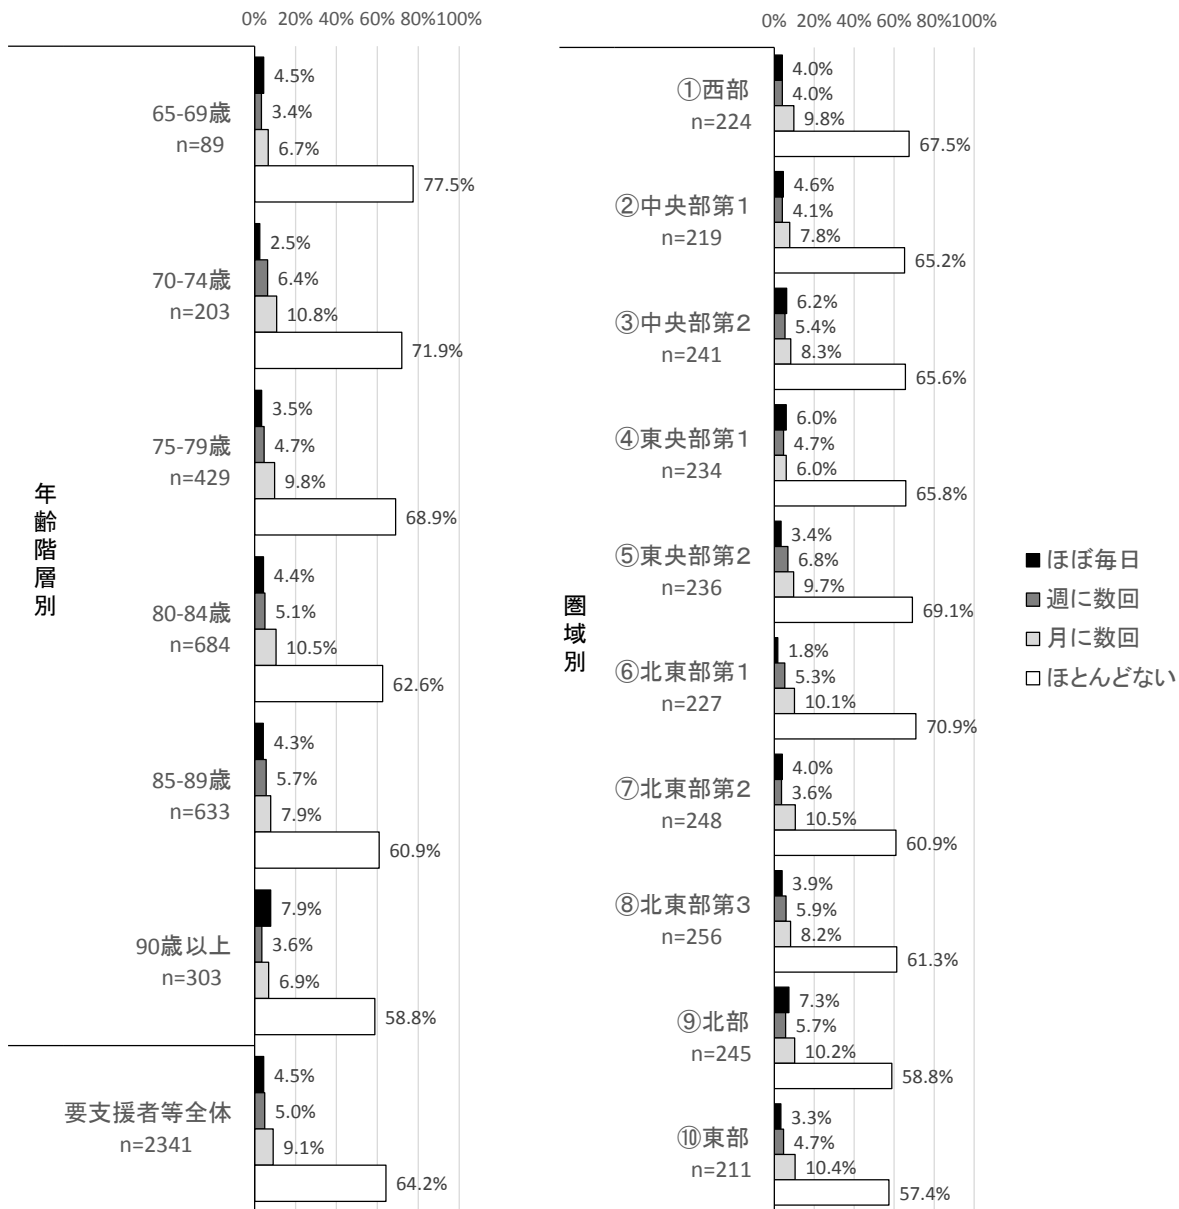 0% 20% 40% 60% 80%100%
年齢階層別
65-69歳
n=89
4.5%
3.4%
6.7%
77.5%
70-74歳
n=203
2.5%
6.4%
10.8%
71.9%
75-79歳
n=429
3.5%
4.7%
9.8%
68.9%
80-84歳
n=684
4.4%
5.1%
10.5%
62.6%
85-89歳
n=633
4.3%
5.7%
7.9%
60.9%
90歳以上
n=303
7.9%
3.6%
6.9%
58.8%
要支援者等全体
n=2341
4.5%
5.0%
9.1%
64.2%
0% 20% 40% 60% 80%100%
圏域別
①西部
n=224
4.0%
4.0%
9.8%
67.5%
②中央部第1
n=219
4.6%
4.1%
7.8%
65.2%
③中央部第2
n=241
6.2%
5.4%
8.3%
65.6%
④東央部第1
n=234
6.0%
4.7%
6.0%
65.8%
⑤東央部第2
n=236
3.4%
6.8%
9.7%
69.1%
⑥北東部第1
n=227
1.8%
5.3%
10.1%
70.9%
⑦北東部第2
n=248
4.0%
3.6%
10.5%
60.9%
⑧北東部第3
n=256
3.9%
5.9%
8.2%
61.3%
⑨北部
n=245
7.3%
5.7%
10.2%
58.8%
⑩東部
n=211
3.3%
4.7%
10.4%
57.4%
ほぼ毎日
週に数回
月に数回
ほとんどない